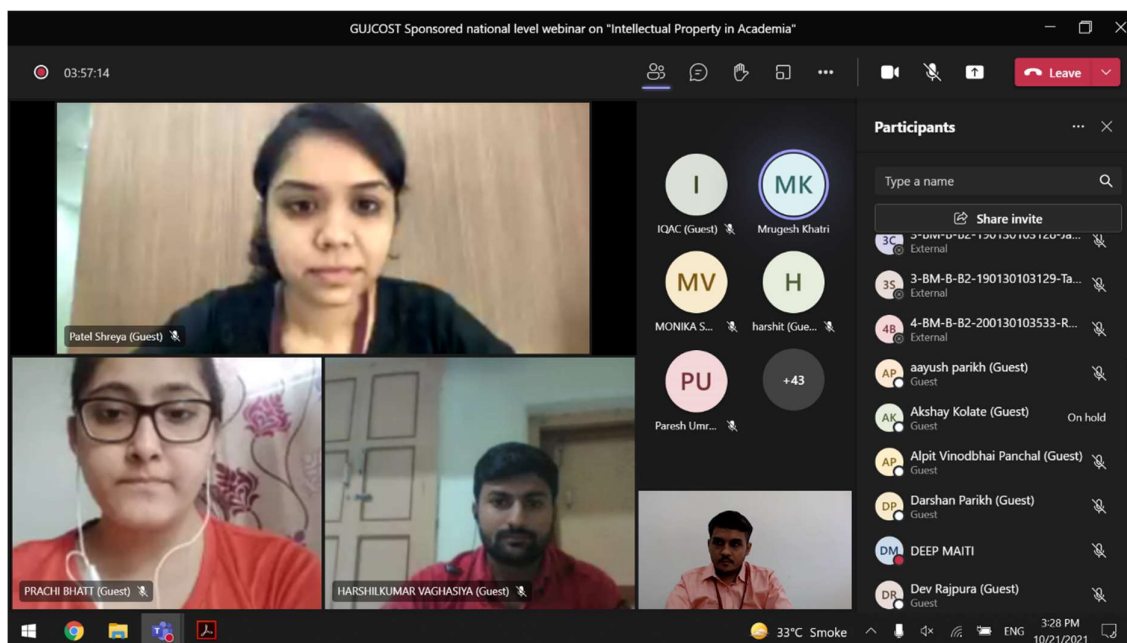 GUJCOST Sponsored national level webinar on "Intellectual Property in Academia"
03:57:14
Leave
Patel Shreya (Guest)
PRACHI BHATT (Guest)
HARSHILKUMAR VAGHASIYA (Guest)
I
MK
IQAC (Guest)
Mrugesh Khatri
MV
H
MONIKA S...
harshit (Gue...
PU
+43
Paresh Umr...
Participants
Type a name
Share invite
3C
External
3S
3-BM-B-B2-190130103129-Ta...
External
4B
4-BM-B-B2-200130103533-R...
External
AP
aayush parikh (Guest)
Guest
AK
Akshay Kolate (Guest)
Guest
On hold
AP
Alpit Vinodbhai Panchal (Guest)
Guest
DP
Darshan Parikh (Guest)
Guest
DM
DEEP MAITI
DR
Dev Rajpura (Guest)
Guest
33°C Smoke
ENG
3:28 PM
10/21/2021